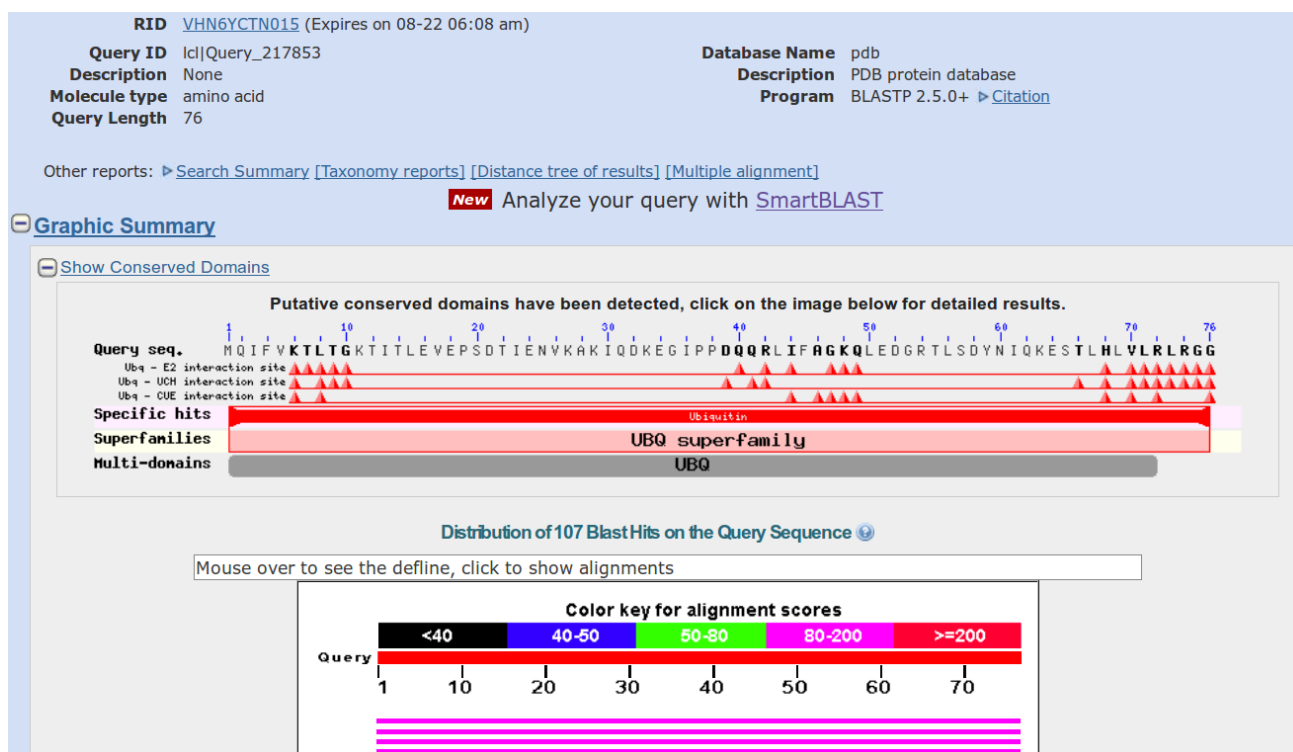 RID VHN6YCTN015 (Expires on 08-22 06:08 am)
Query ID lcl|Query_217853
Description None
Molecule type amino acid
Query Length 76
Database Name pdb
Description PDB protein database
Program BLASTP 2.5.0+ Citation
Other reports: Search Summary [Taxonomy reports] [Distance tree of results] [Multiple alignment]
New Analyze your query with SmartBLAST
Graphic Summary
Show Conserved Domains
Putative conserved domains have been detected, click on the image below for detailed results.
1 10 20 30 40 50 60 70 76
Query seq. MQIFVKTLTGKTITLEVEPSDTIENVKAKIQDKEGIPPDQQRLIFAGKQLEDGRTLSDYNIQKESTLHLVLRLRGG
Ubq - E2 interaction site
Ubq - UCH interaction site
Ubq - CUE interaction site
Specific hits Ubiquitin
Superfamilies UBQ superfamily
Multi-domains UBQ
Distribution of 107 Blast Hits on the Query Sequence
Mouse over to see the defline, click to show alignments
Color key for alignment scores
<40 40-50 50-80 80-200 >=200
Query
1 10 20 30 40 50 60 70